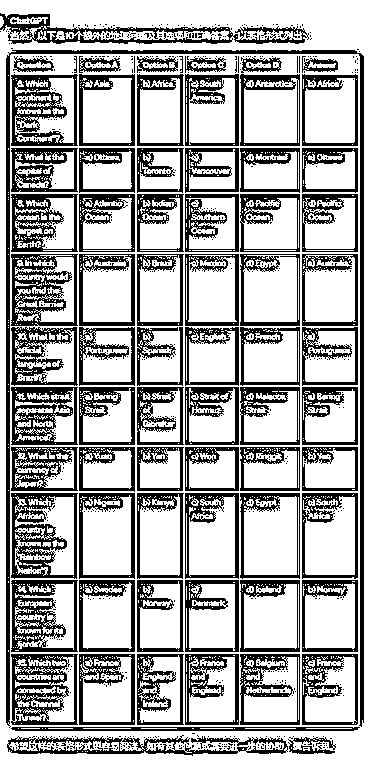 ChatGPT
当然，以下是10个额外的地理问题及其选项和正确答案，以表格形式列出：
Question Option A Option B Option C Option D Answer
6. Which continent is known as the "Dark Continent"? a) Asia b) Africa c) South America d) Antarctica b) Africa
7. What is the capital of Canada? a) Ottawa b) Toronto c) Vancouver d) Montreal a) Ottawa
8. Which ocean is the largest on Earth? a) Atlantic Ocean b) Indian Ocean c) Southern Ocean d) Pacific Ocean d) Pacific Ocean
9. In which country would you find the Great Barrier Reef? a) Australia b) Brazil c) Mexico d) Egypt a) Australia
10. What is the official language of Brazil? a) Portuguese b) Spanish c) English d) French a) Portuguese
11. Which strait separates Asia and North America? a) Bering Strait b) Strait of Gibraltar c) Strait of Hormuz d) Malacca Strait a) Bering Strait
12. What is the currency of Japan? a) Yuan b) Yen c) Won d) Ringgit b) Yen
13. Which African country is known as the "Rainbow Nation"? a) Nigeria b) Kenya c) South Africa d) Egypt c) South Africa
14. Which European country is known for its fjords? a) Sweden b) Norway c) Denmark d) Iceland b) Norway
15. Which two countries are connected by the Channel Tunnel? a) France and Spain b) England and Ireland c) France and England d) Belgium and Netherlands c) France and England
希望这样的表格形式更容易阅读。如有其他问题或需要进一步的协助，请告诉我。